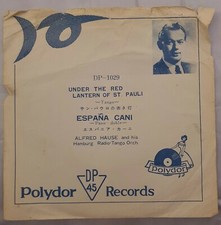 DP-1029
UNDER THE RED
LANTERN OF ST. PAULI
—Tango—
ESPAÑA CANI
ALFRED HAUSE and his
Hamburg Radio Tango Orch.
Polydor
DP
45
Polydor Records